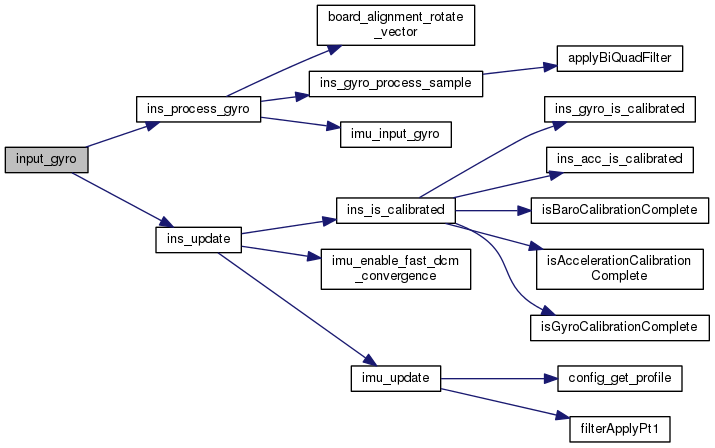 board_alignment_rotate
_vector
applyBiQuadFilter
ins_gyro_process_sample
ins_process_gyro
ins_gyro_is_calibrated
imu_input_gyro
input_gyro
ins_acc_is_calibrated
ins_is_calibrated
isBaroCalibrationComplete
ins_update
imu_enable_fast_dcm
_convergence
isAccelerationCalibration
Complete
isGyroCalibrationComplete
imu_update
config_get_profile
filterApplyPt1